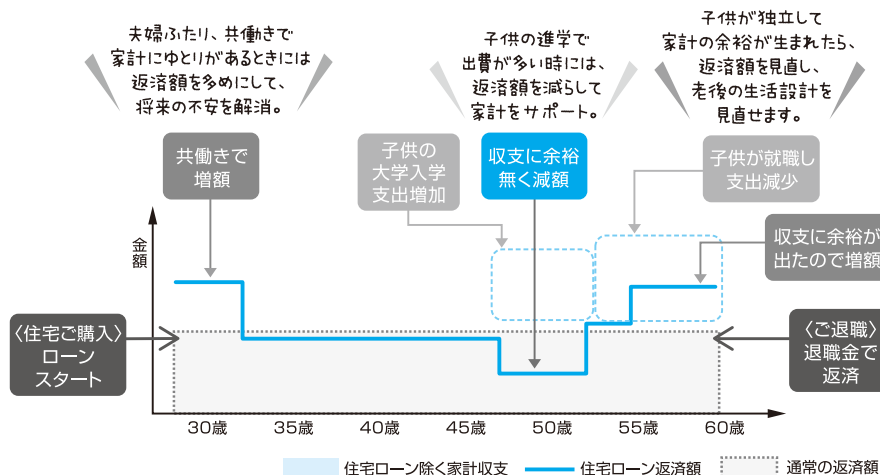 夫婦ふたり、共働きで
家計にゆとりがあるときには
返済額を多めにして、
将来の不安を解消。
子供の進学で
出費が多い時には、
返済額を減らして
家計をサポート。
子供が独立して
家計の余裕が生まれたら、
返済額を見直し、
老後の生活設計を
見直せます。
共働きで
増額
子供の
大学入学
支出増加
収支に余裕
無く減額
子供が就職し
支出減少
収支に余裕が
出たので増額
金額
〈住宅ご購入〉
ローン
スタート
〈ご退職〉
退職金で
返済
30歳 35歳 40歳 45歳 50歳 55歳 60歳
住宅ローン除く家計収支 住宅ローン返済額 通常の返済額